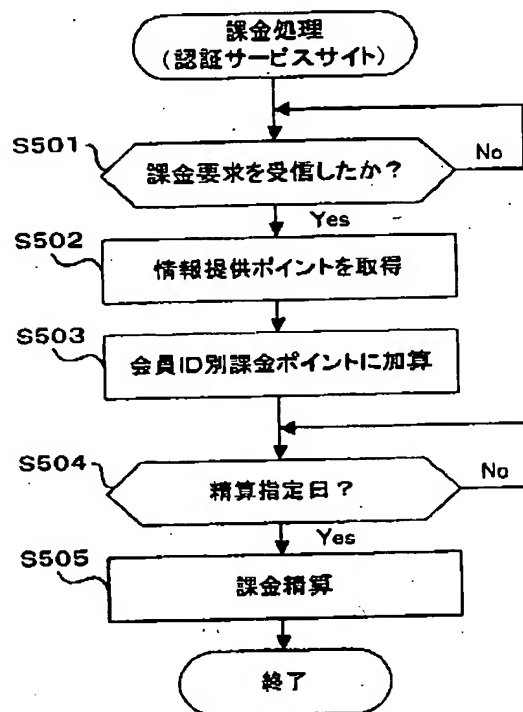 課金処理
(認証サービスサイト)
S501
課金要求を受信したか？
No
Yes
S502
情報提供ポイントを取得
S503
会員ID別課金ポイントに加算
S504
精算指定日？
No
Yes
S505
課金精算
終了